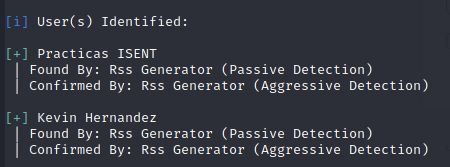 [i] User(s) Identified:
[+] Practicas ISENT
| Found By: Rss Generator (Passive Detection)
| Confirmed By: Rss Generator (Aggressive Detection)
[+] Kevin Hernandez
| Found By: Rss Generator (Passive Detection)
| Confirmed By: Rss Generator (Aggressive Detection)